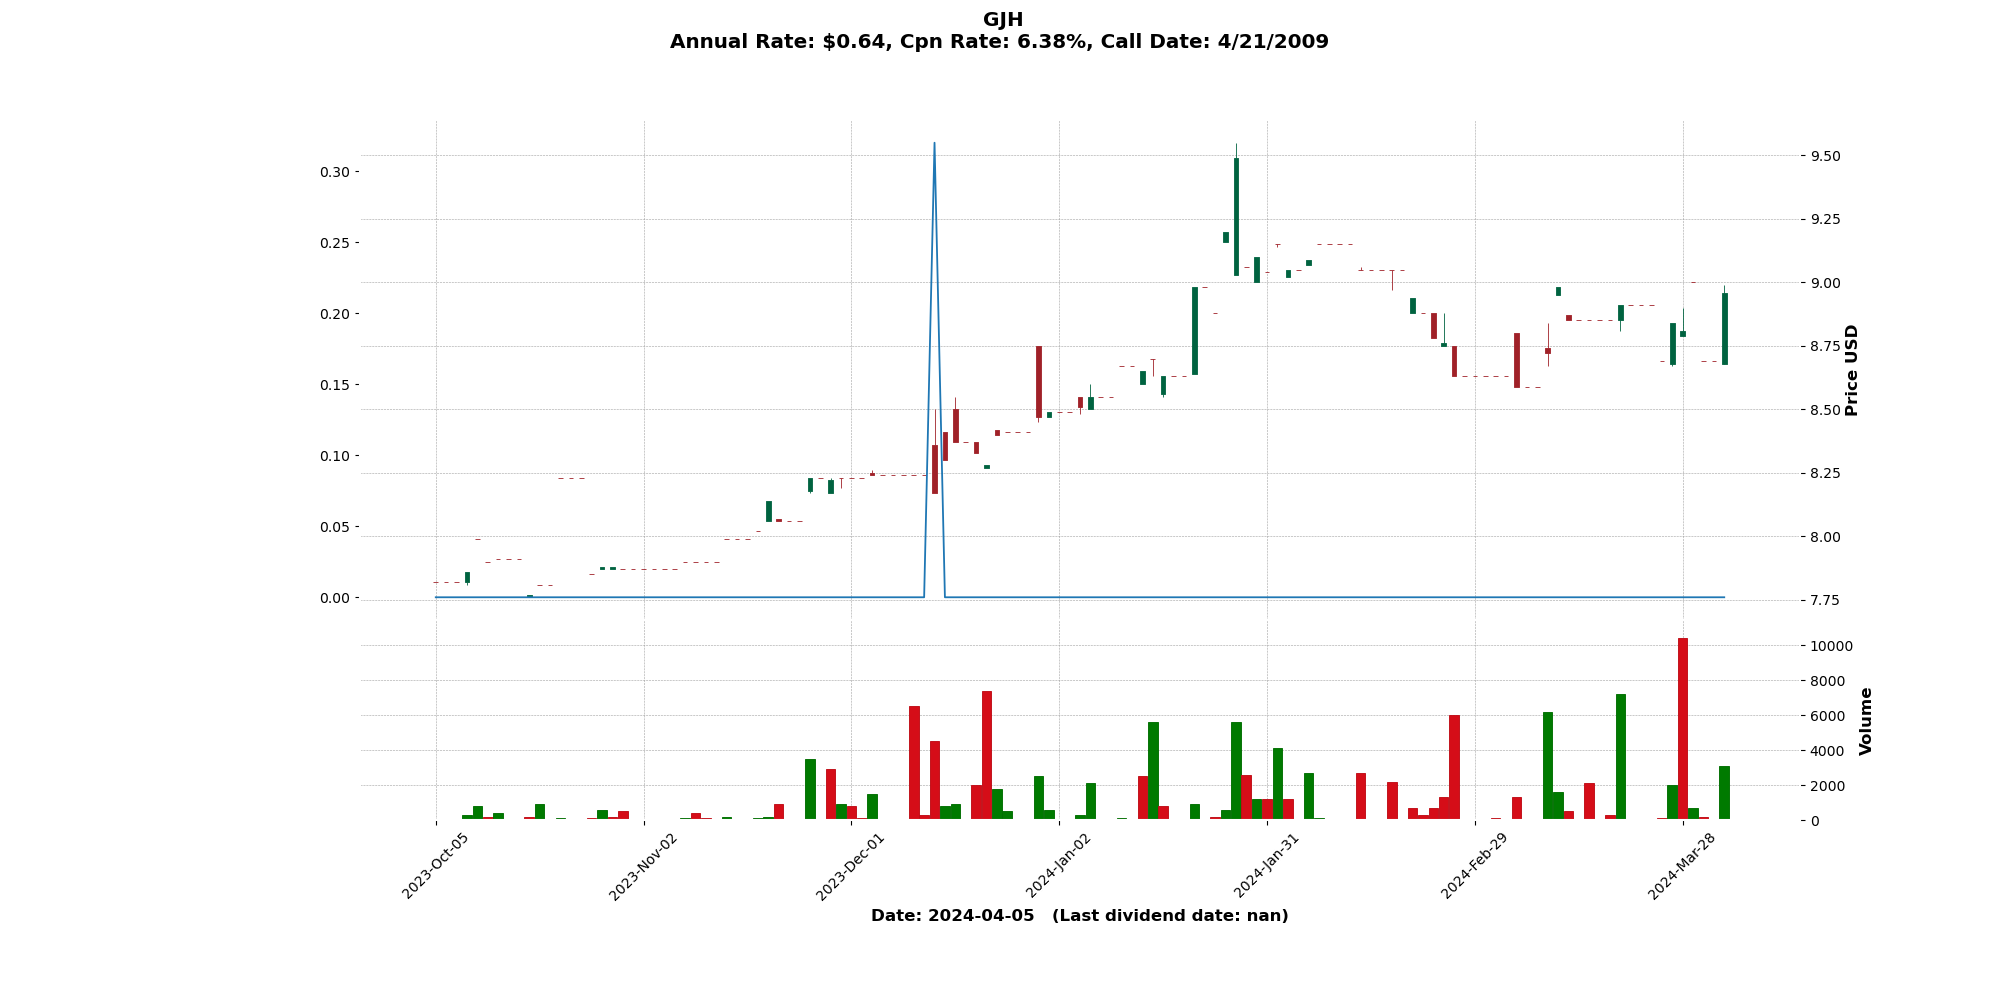 GJH
Annual Rate: $0.64, Cpn Rate: 6.38%, Call Date: 4/21/2009
0.30
0.25
0.20
0.15
0.10
0.05
0.00
9.50
9.25
9.00
8.75
8.50
8.25
8.00
7.75
Price USD
10000
8000
6000
4000
2000
0
Volume
2023-Oct-05
2023-Nov-02
2023-Dec-01
2024-Jan-02
2024-Jan-31
2024-Feb-29
2024-Mar-28
Date: 2024-04-05   (Last dividend date: nan)